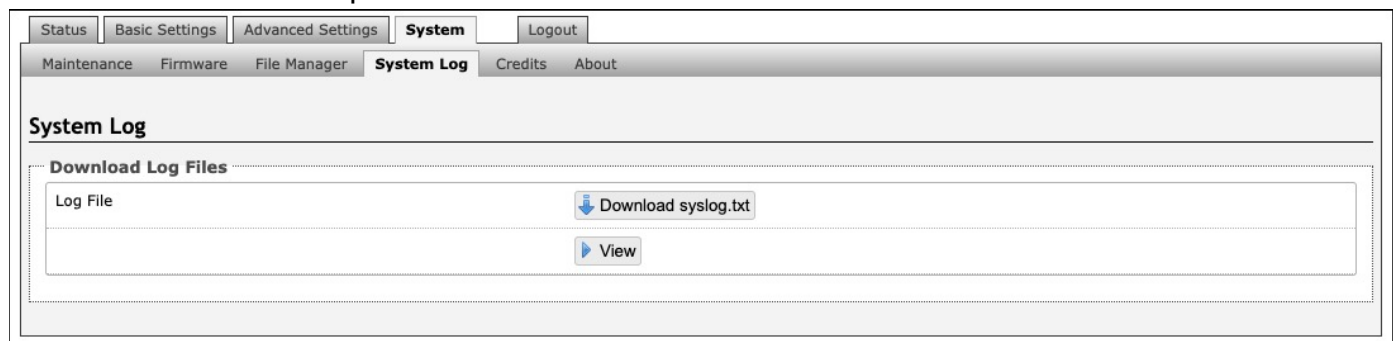 Status Basic Settings Advanced Settings System Logout
Maintenance Firmware File Manager System Log Credits About
System Log
Download Log Files
Log File Download syslog.txt
View